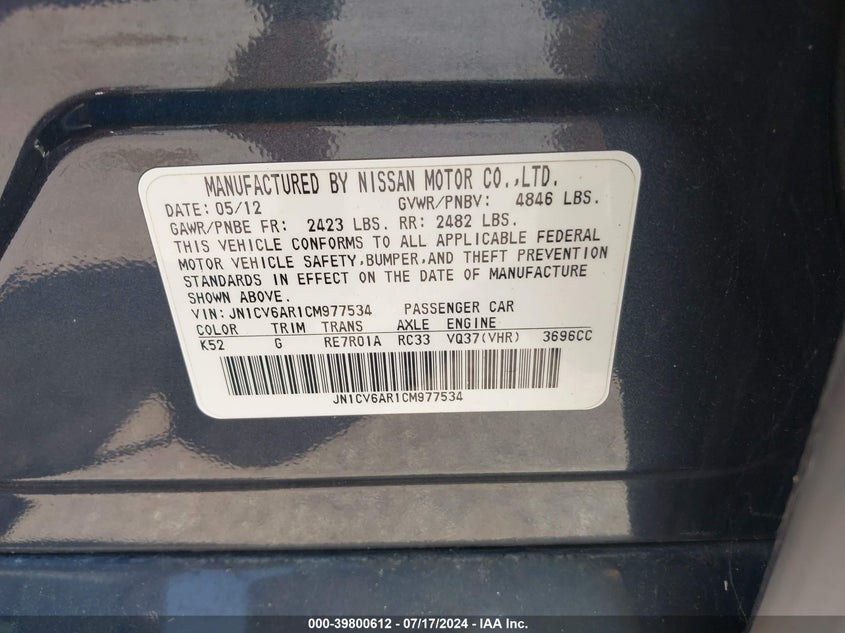 MANUFACTURED BY NISSAN MOTOR CO.,LTD.
DATE: 05/12 GVWR/PNBV: 4846 LBS.
GAWR/PNBE FR: 2423 LBS. RR: 2482 LBS.
THIS VEHICLE CONFORMS TO ALL APPLICABLE FEDERAL
MOTOR VEHICLE SAFETY,BUMPER,AND THEFT PREVENTION
STANDARDS IN EFFECT ON THE DATE OF MANUFACTURE
SHOWN ABOVE.
VIN: JN1CV6AR1CM977534 PASSENGER CAR
COLOR TRIM TRANS AXLE ENGINE
K52 G RE7R01A RC33 VQ37(VHR) 3696CC
JN1CV6AR1CM977534
000-39800612 / 07/17/2024 - IAA Inc.